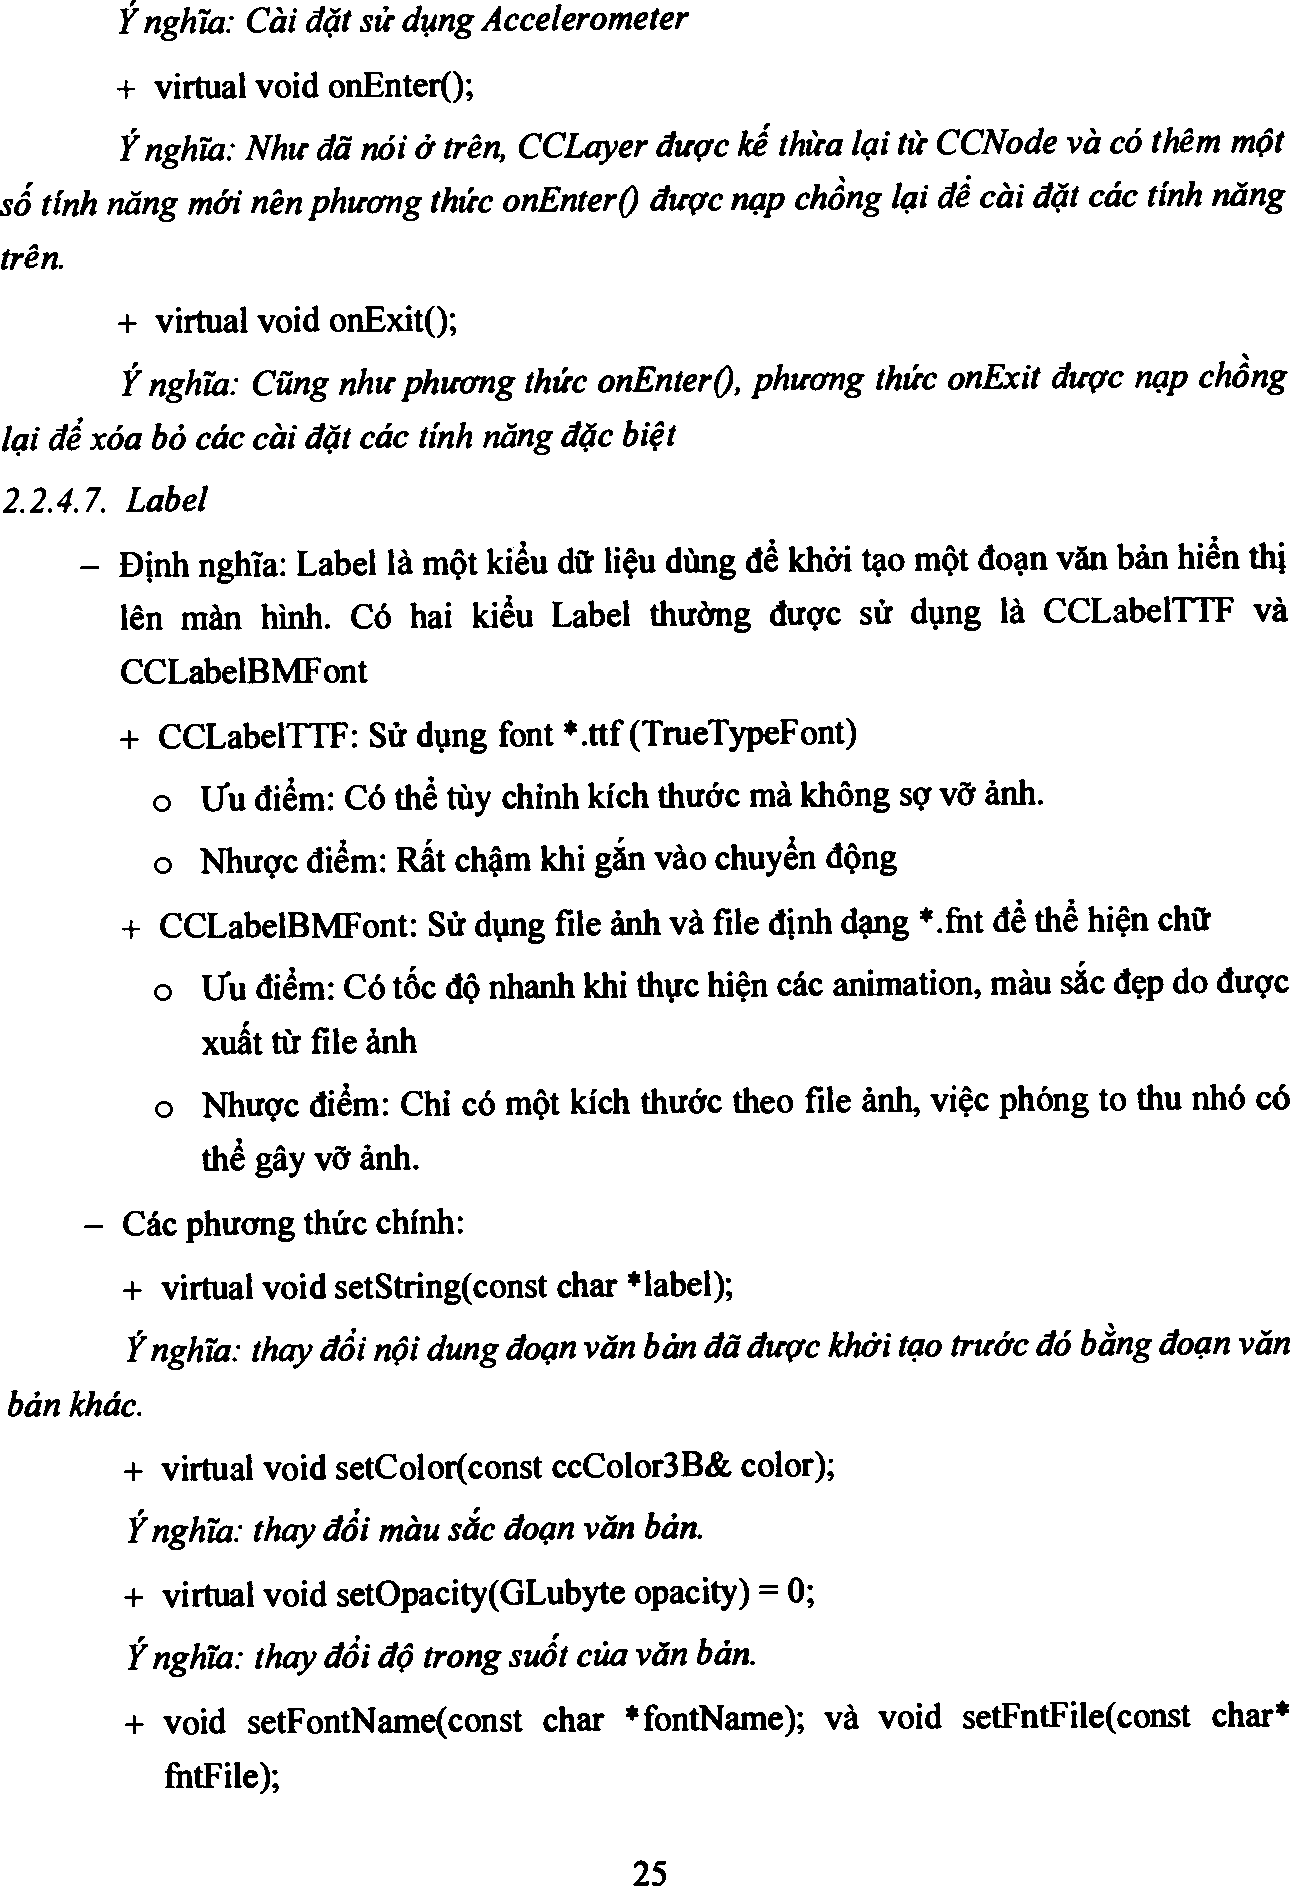 Ý nghĩa: Cài đặt sử dụng Accelerometer
+ virtual void onEnter();
Ý nghĩa: Như đã nói ở trên, CCLayer được kế thừa lại từ CCNode và có thêm một
số tính năng mới nên phương thức onEnter() được nạp chồng lại để cài đặt các tính năng
trên.
+ virtual void onExit();
Ý nghĩa: Cũng như phương thức onEnter(), phương thức onExit được nạp chồng
lại để xóa bỏ các cài đặt các tính năng đặc biệt
2.2.4.7. Label
– Định nghĩa: Label là một kiểu dữ liệu dùng để khởi tạo một đoạn văn bản hiển thị
lên màn hình. Có hai kiểu Label thường được sử dụng là CCLabelTTF và
CCLabelBMFont
+ CCLabelTTF: Sử dụng font *.ttf (TrueTypeFont)
o Ưu điểm: Có thể tùy chỉnh kích thước mà không sợ vỡ ảnh.
o Nhược điểm: Rất chậm khi gắn vào chuyển động
+ CCLabelBMFont: Sử dụng file ảnh và file định dạng *.fnt để thể hiện chữ
o Ưu điểm: Có tốc độ nhanh khi thực hiện các animation, màu sắc đẹp do được
xuất từ file ảnh
o Nhược điểm: Chỉ có một kích thước theo file ảnh, việc phóng to thu nhỏ có
thể gây vỡ ảnh.
– Các phương thức chính:
+ virtual void setString(const char *label);
Ý nghĩa: thay đổi nội dung đoạn văn bản đã được khởi tạo trước đó bằng đoạn văn
bản khác.
+ virtual void setColor(const ccColor3B& color);
Ý nghĩa: thay đổi màu sắc đoạn văn bản.
+ virtual void setOpacity(GLubyte opacity) = 0;
Ý nghĩa: thay đổi độ trong suốt của văn bản.
+ void setFontName(const char *fontName); và void setFntFile(const char*
fntFile);
25